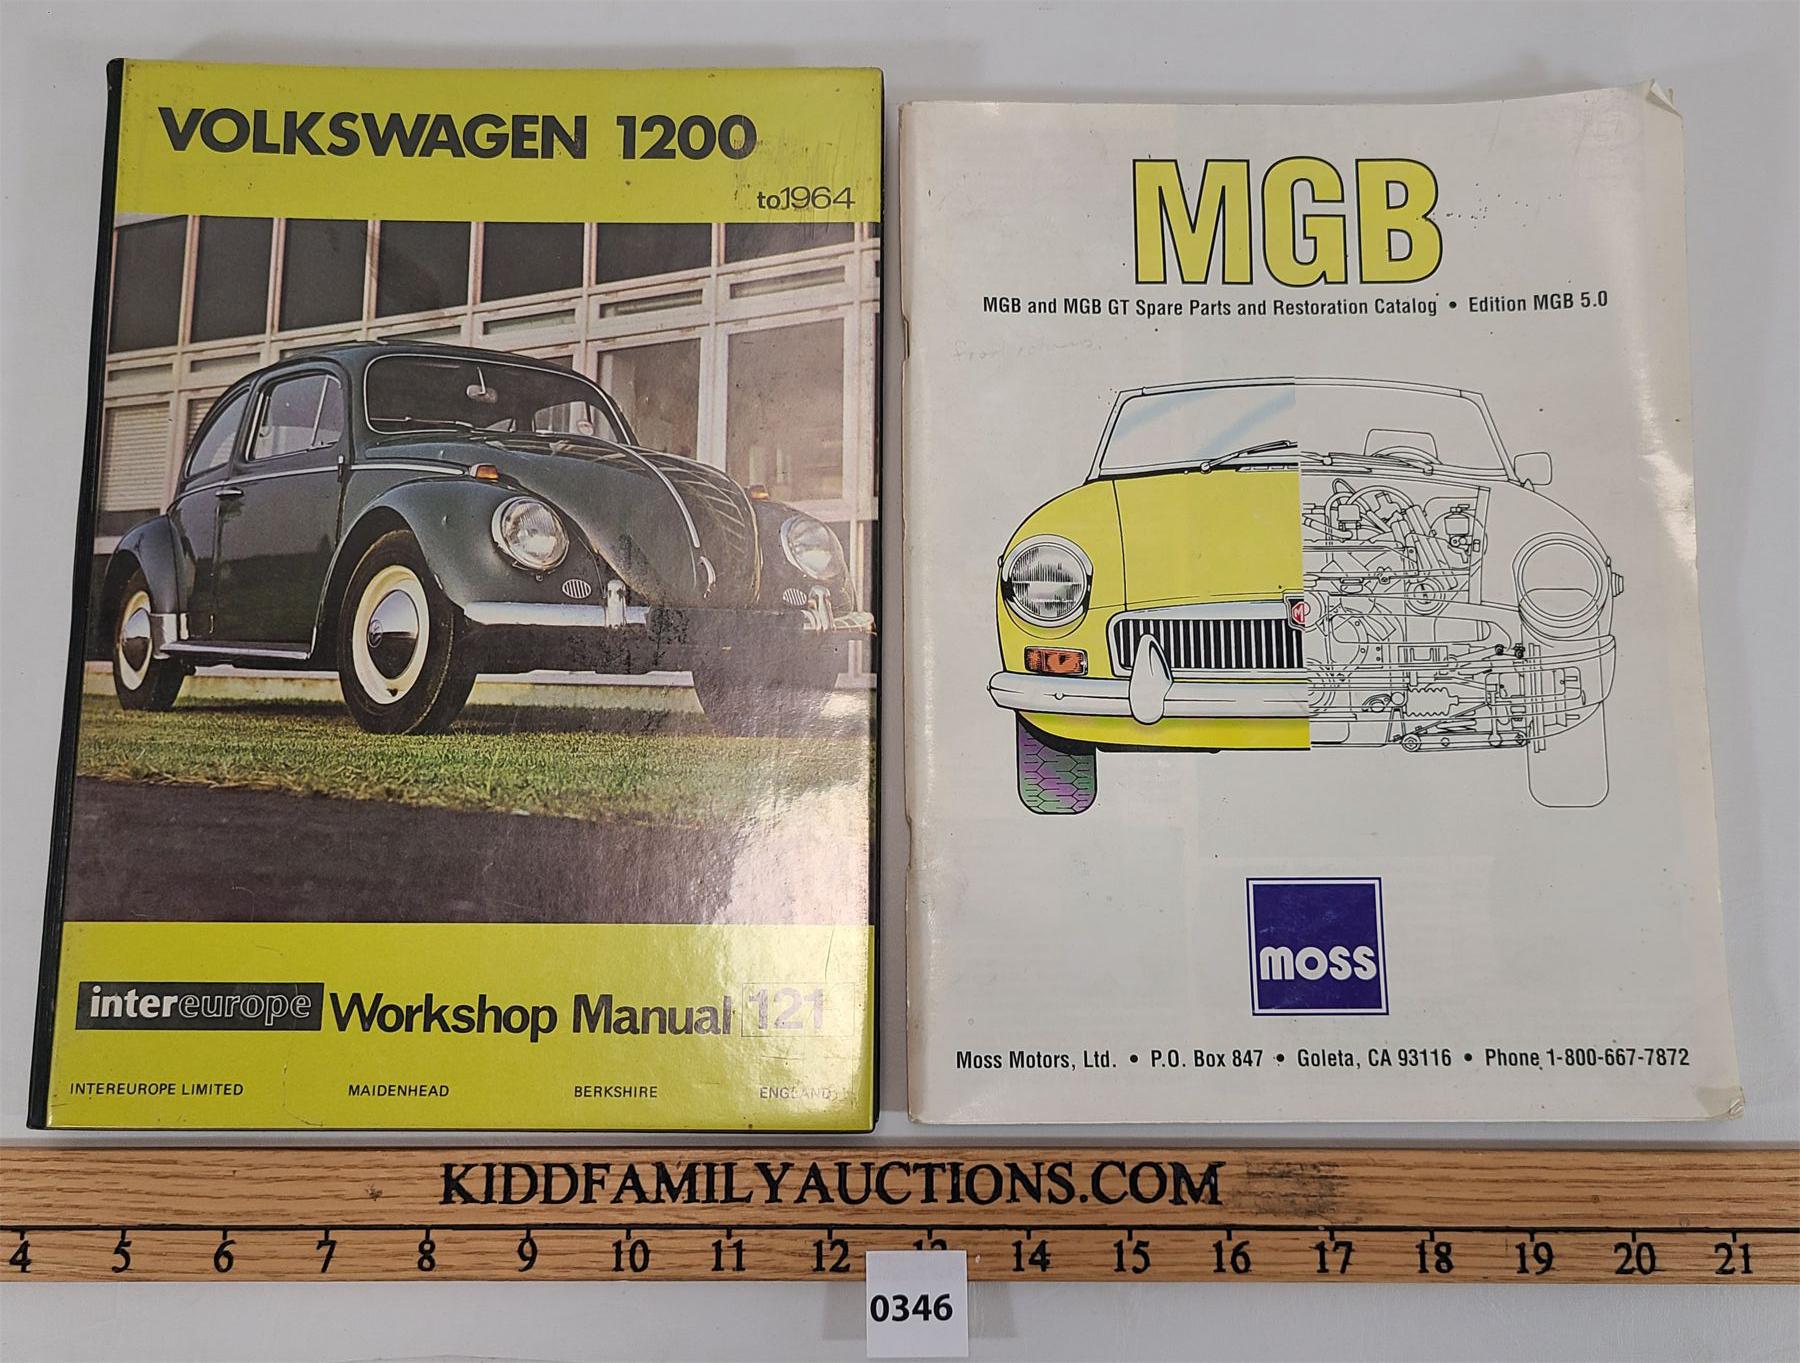 VOLKSWAGEN 1200
to1964
intereurope Workshop Manual 121
INTEREUROPE LIMITED MAIDENHEAD BERKSHIRE ENGLAND
MGB
MGB and MGB GT Spare Parts and Restoration Catalog • Edition MGB 5.0
MG
moss
Moss Motors, Ltd. • P.O. Box 847 • Goleta, CA 93116 • Phone 1-800-667-7872
KIDDFAMILYAUCTIONS.COM
4 5 6 7 8 9 10 11 12 13 14 15 16 17 18 19 20 21
0346